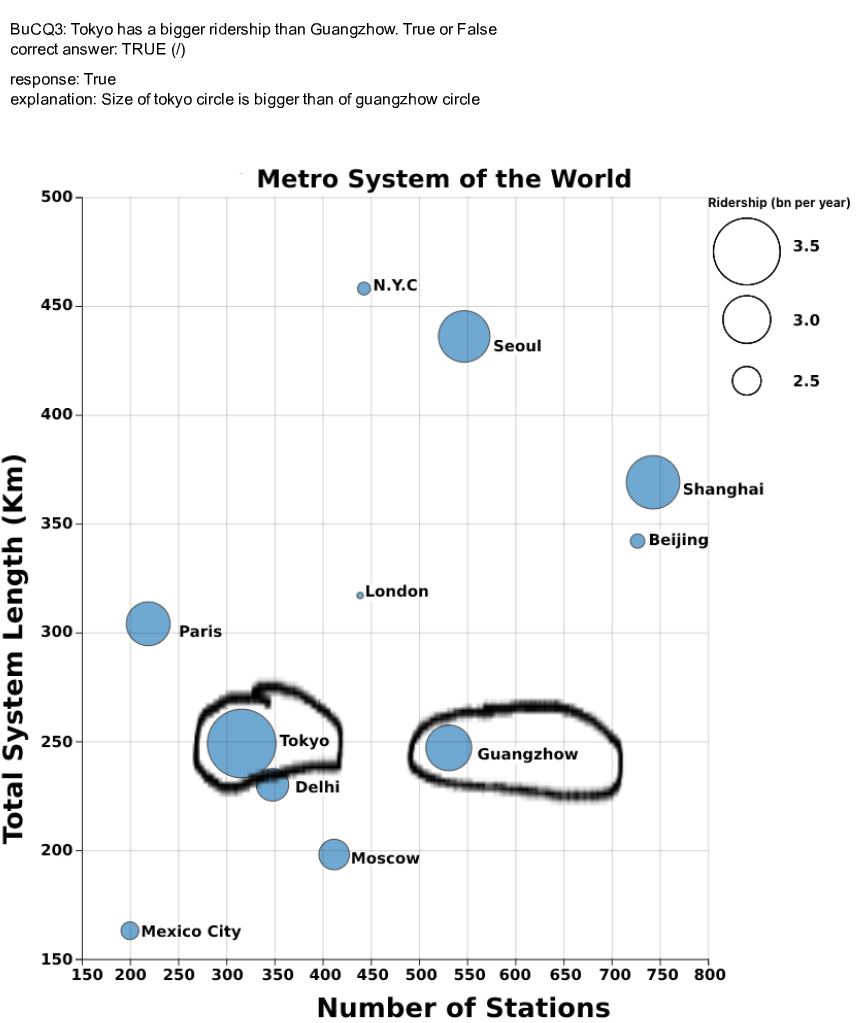 BuCQ3: Tokyo has a bigger ridership than Guangzhow. True or False
correct answer: TRUE (/)
response: True
explanation: Size of tokyo circle is bigger than of guangzhow circle
Metro System of the World
Ridership (bn per year)
3.5
3.0
2.5
500
450
400
350
300
250
200
150
Total System Length (Km)
N.Y.C
Seoul
Shanghai
Beijing
London
Paris
Tokyo
Guangzhow
Delhi
Moscow
Mexico City
150 200 250 300 350 400 450 500 550 600 650 700 750 800
Number of Stations